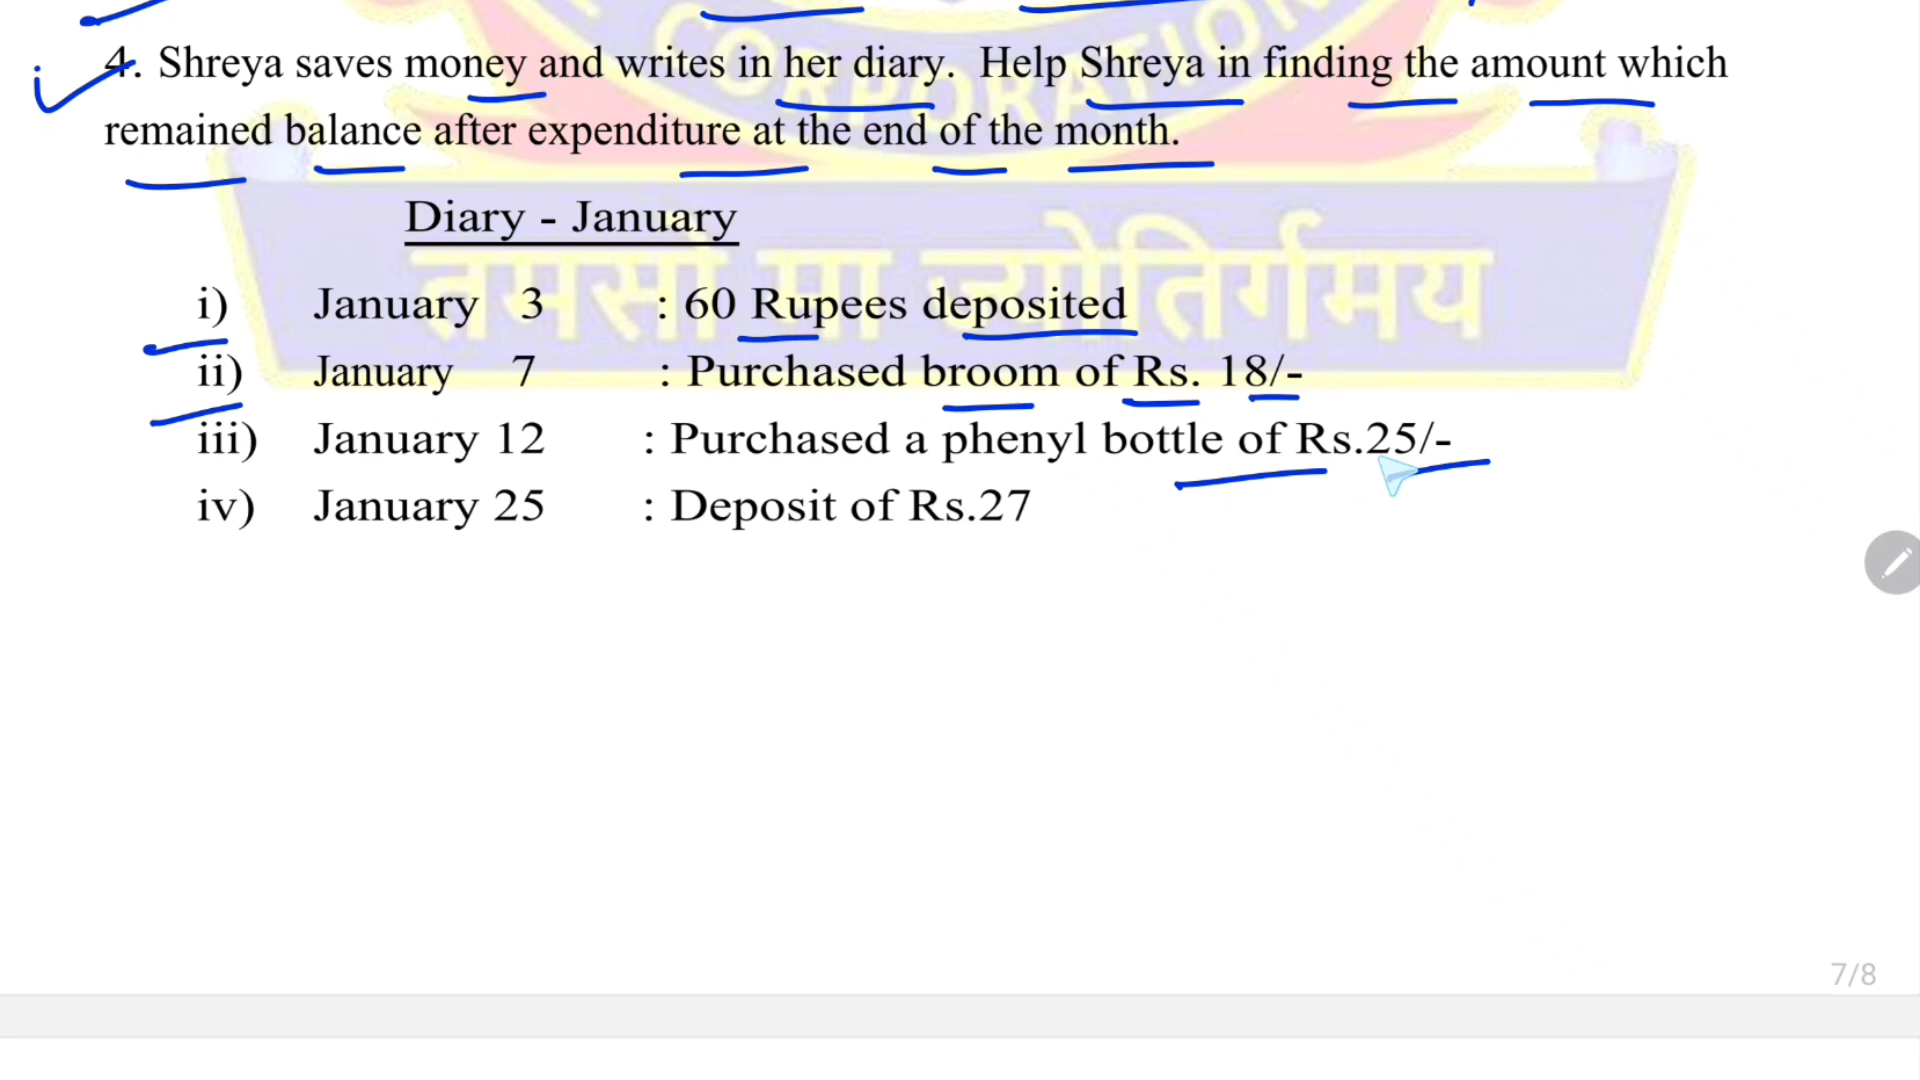 CORPORATION
4. Shreya saves money and writes in her diary. Help Shreya in finding the amount which
remained balance after expenditure at the end of the month.
Diary - January
तमसो मा ज्योतिर्गमय
i) January 3 : 60 Rupees deposited
ii) January 7 : Purchased broom of Rs. 18/-
iii) January 12 : Purchased a phenyl bottle of Rs.25/-
iv) January 25 : Deposit of Rs.27
7/8